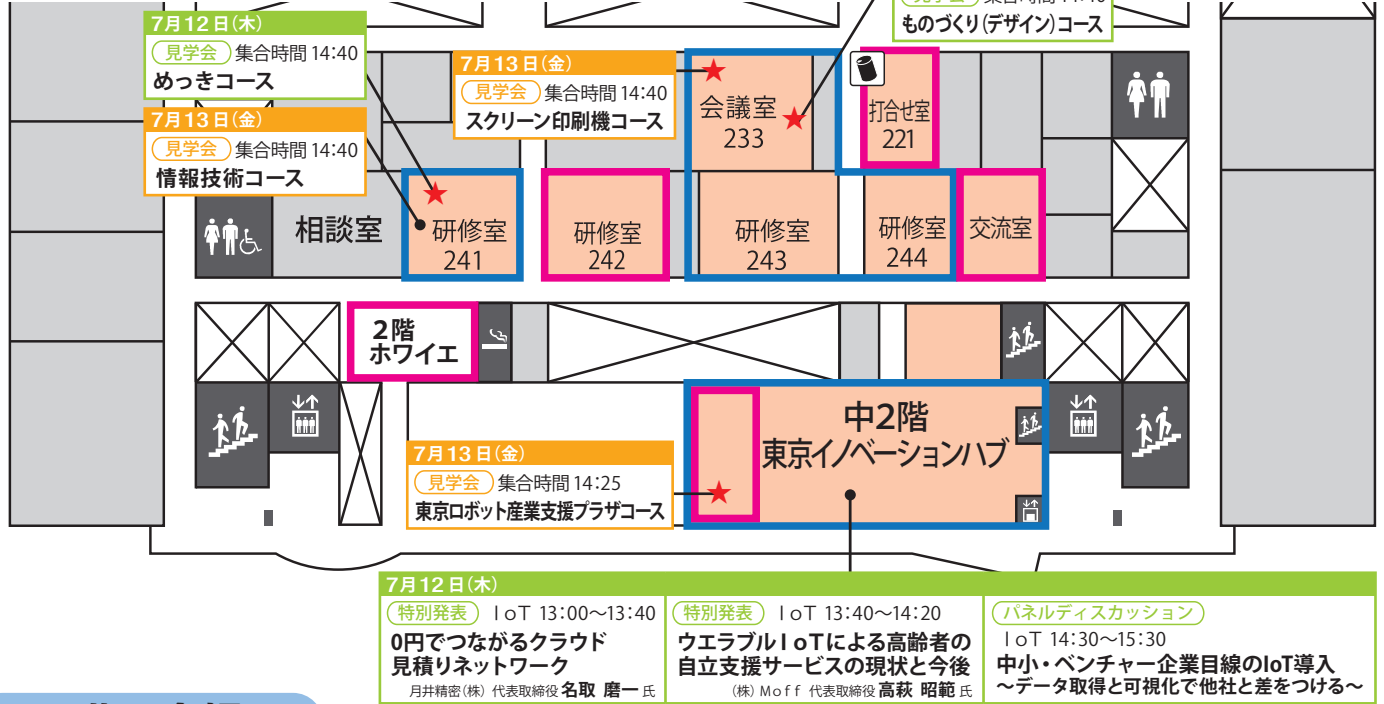 ものづくり(デザイン)コース
7月12日(木)
見学会 集合時間 14:40
めっきコース
7月13日(金)
見学会 集合時間 14:40
スクリーン印刷機コース
7月13日(金)
見学会 集合時間 14:40
情報技術コース
会議室
233
打合せ室
221
相談室
研修室
241
研修室
242
研修室
243
研修室
244
交流室
2階
ホワイエ
中2階
東京イノベーションハブ
7月13日(金)
見学会 集合時間 14:25
東京ロボット産業支援プラザコース
7月12日(木)
特別発表 IoT 13:00〜13:40
0円でつながるクラウド
見積りネットワーク
月井精密(株) 代表取締役 名取 磨一 氏
特別発表 IoT 13:40〜14:20
ウエラブルIoTによる高齢者の
自立支援サービスの現状と今後
(株) Moff 代表取締役 高萩 昭範 氏
パネルディスカッション
IoT 14:30〜15:30
中小・ベンチャー企業目線のIoT導入
〜データ取得と可視化で他社と差をつける〜